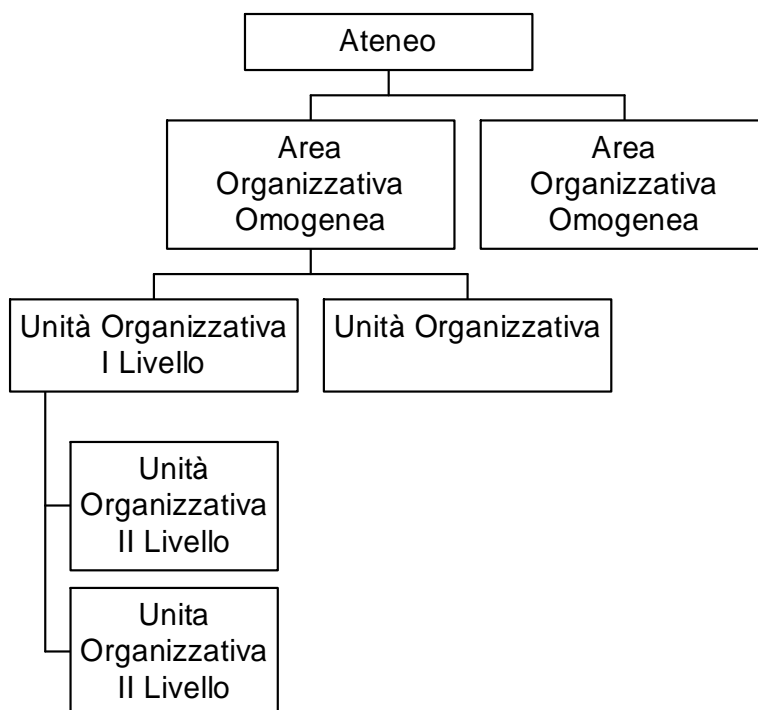 Ateneo
Area
Organizzativa
Omogenea
Area
Organizzativa
Omogenea
Unità Organizzativa
I Livello
Unità Organizzativa
Unità
Organizzativa
II Livello
Unita
Organizzativa
II Livello